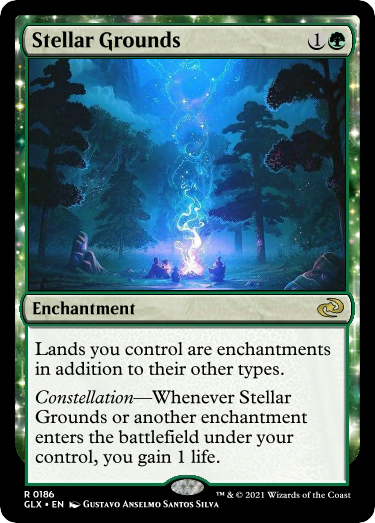 Stellar Grounds 1
Enchantment
Lands you control are enchantments
in addition to their other types.
Constellation—Whenever Stellar
Grounds or another enchantment
enters the battlefield under your
control, you gain 1 life.
R 0186
GLX • EN Gustavo Anselmo Santos Silva
™ & © 2021 Wizards of the Coast